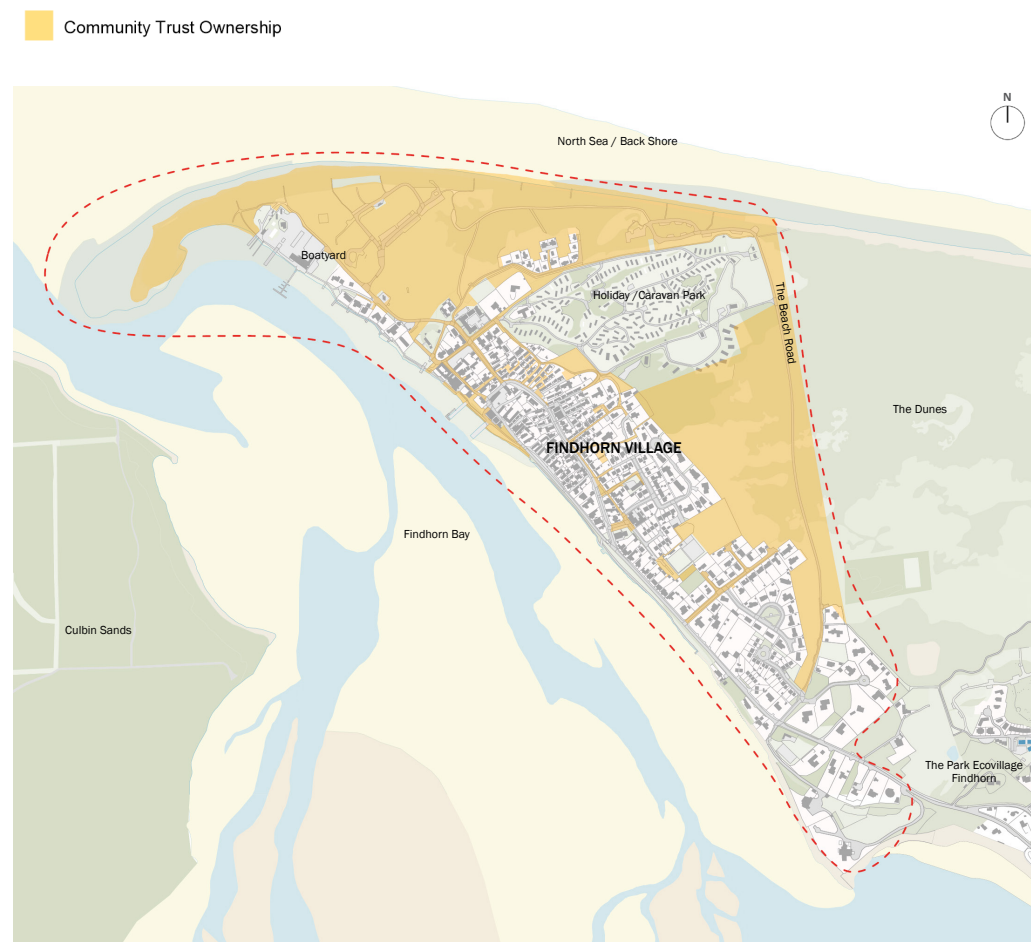 Community Trust Ownership
N
North Sea / Back Shore
Boatyard
Holiday /Caravan Park
The Beach Road
The Dunes
FINDHORN VILLAGE
Findhorn Bay
Culbin Sands
The Park Ecovillage
Findhorn